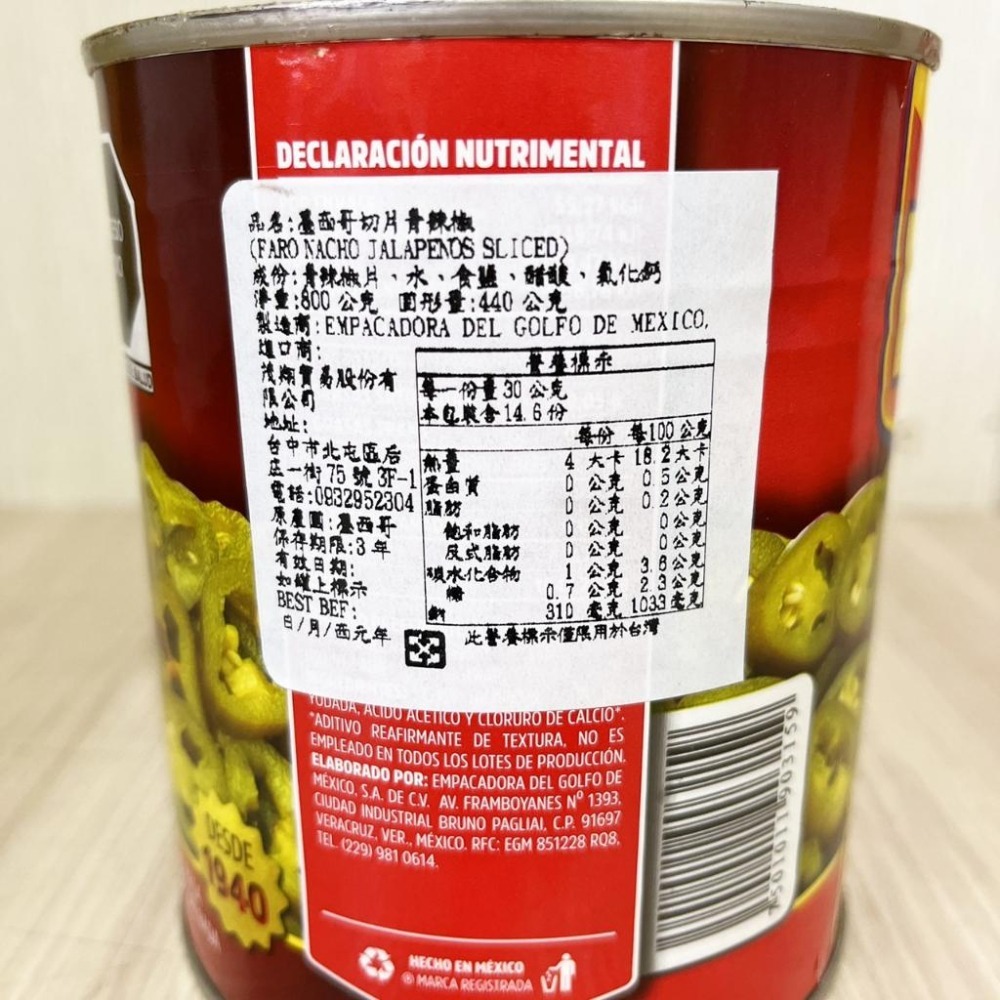 DECLARACIÓN NUTRIMENTAL
品名:墨西哥切片青辣椒
(FARO NACHO JALAPENOS SLICED)
成份:青辣椒片、水、食鹽、醋酸、氯化鈣
淨重:800 公克 固形量:440 公克
製造商:EMPACADORA DEL GOLFO DE MEXICO.
進口商:
茂翊貿易股份有
限公司
地址:
台中市北屯區后
庄一街75 號 3F-1
電話:0932952304
原產國:墨西哥
保存期限:3 年
有效日期:
如罐上標示
BEST BEF:
日/月/西元年
營養標示
每一份量 30 公克
本包裝含 14.6 份
每份 每100 公克
熱量 4 大卡 18.2 大卡
蛋白質 0 公克 0.5 公克
脂肪 0 公克 0.2 公克
飽和脂肪 0 公克 0 公克
反式脂肪 0 公克 0 公克
碳水化合物 1 公克 3.6 公克
糖 0.7 公克 2.3 公克
鈉 310 毫克 1033 毫克
此營養標示僅限用於台灣
YODADA, ÁCIDO ACÉTICO Y CLORURO DE CALCIO*.
*ADITIVO REAFIRMANTE DE TEXTURA, NO ES
EMPLEADO EN TODOS LOS LOTES DE PRODUCCIÓN.
ELABORADO POR: EMPACADORA DEL GOLFO DE
MÉXICO, S.A. DE C.V. AV. FRAMBOYANES Nº 1393,
CIUDAD INDUSTRIAL BRUNO PAGLIAI, C.P. 91697
VERACRUZ, VER., MÉXICO. RFC: EGM 851228 RQ8.
TEL. (229) 981 0614.
HECHO EN MÉXICO
® MARCA REGISTRADA
DESDE
1940
7501011903159